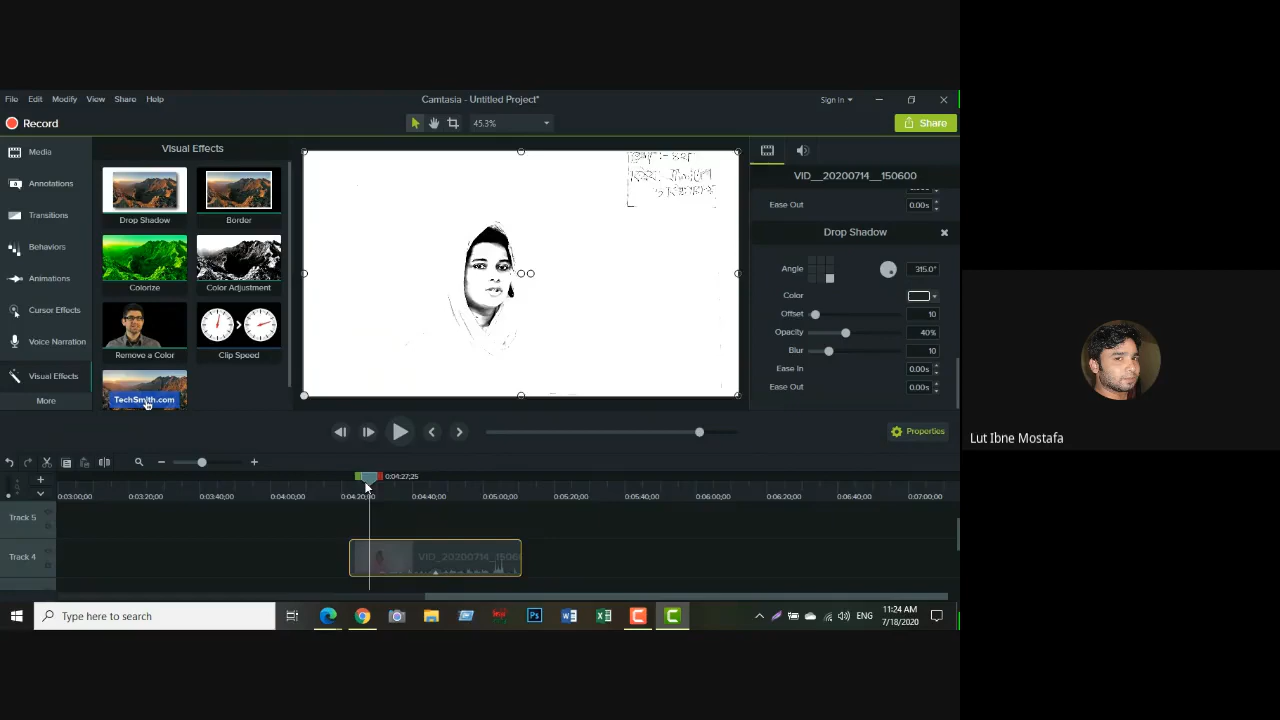 File Edit Modify View Share Help
Camtasia - Untitled Project*
Sign In
Record
45.3%
Share
Media
Annotations
Transitions
Behaviors
Animations
Cursor Effects
Voice Narration
Visual Effects
More
Visual Effects
Drop Shadow
Border
Colorize
Color Adjustment
Remove a Color
Clip Speed
TechSmith.com
VID__20200714__150600
0.00s
Ease Out 0.00s
Drop Shadow
Angle 315.0°
Color
Offset 10
Opacity 40%
Blur 10
Ease In 0.00s
Ease Out 0.00s
Properties
0:04:27;25
0:03:00;00 0:03:20;00 0:03:40;00 0:04:00;00 0:04:20;00 0:04:40;00 0:05:00;00 0:05:20;00 0:05:40;00 0:06:00;00 0:06:20;00 0:06:40;00 0:07:00;00
Track 5
Track 4
VID_20200714_1506
Type here to search
ENG
11:24 AM
7/18/2020
Lut Ibne Mostafa